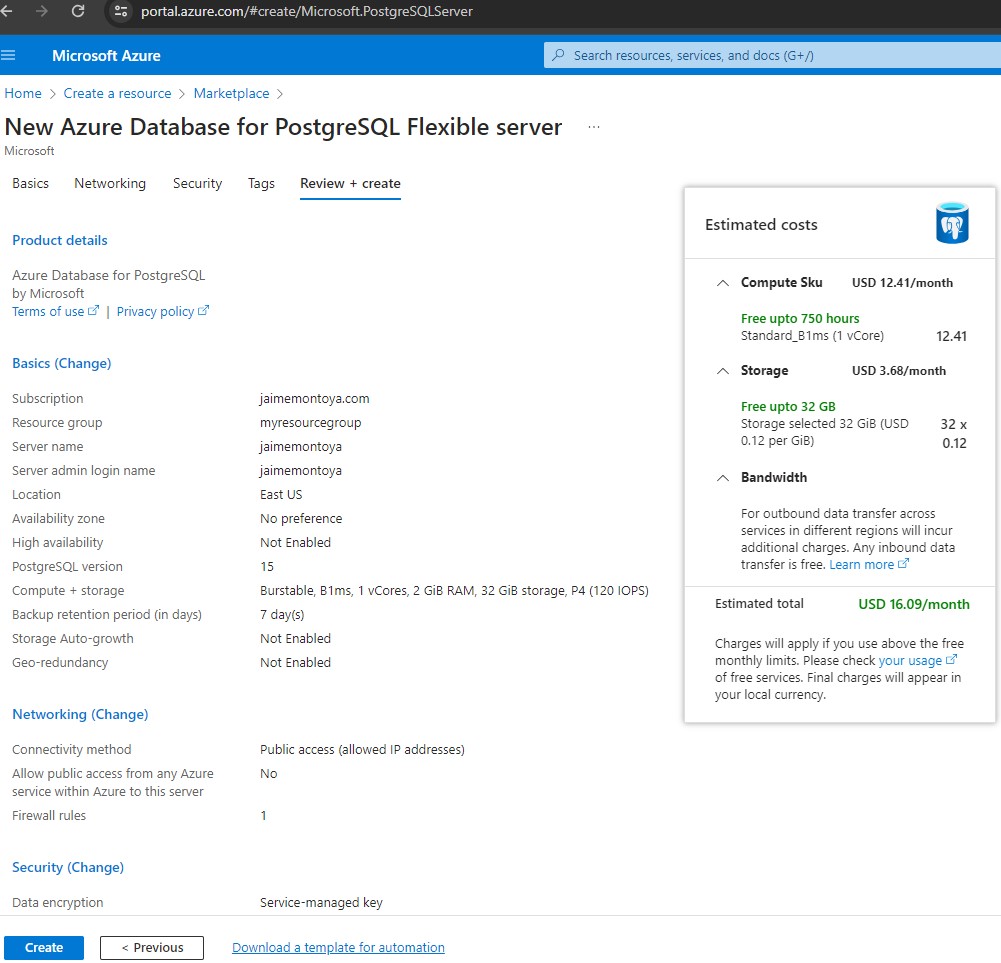 portal.azure.com/#create/Microsoft.PostgreSQLServer
Microsoft Azure
Search resources, services, and docs (G+/)
Home > Create a resource > Marketplace >
New Azure Database for PostgreSQL Flexible server ...
Microsoft
Basics Networking Security Tags Review + create
Product details
Azure Database for PostgreSQL
by Microsoft
Terms of use | Privacy policy
Basics (Change)
Subscription jaimemontoya.com
Resource group myresourcegroup
Server name jaimemontoya
Server admin login name jaimemontoya
Location East US
Availability zone No preference
High availability Not Enabled
PostgreSQL version 15
Compute + storage Burstable, B1ms, 1 vCores, 2 GiB RAM, 32 GiB storage, P4 (120 IOPS)
Backup retention period (in days) 7 day(s)
Storage Auto-growth Not Enabled
Geo-redundancy Not Enabled
Networking (Change)
Connectivity method Public access (allowed IP addresses)
Allow public access from any Azure No
service within Azure to this server
Firewall rules 1
Security (Change)
Data encryption Service-managed key
Estimated costs
Compute Sku USD 12.41/month
Free upto 750 hours
Standard_B1ms (1 vCore) 12.41
Storage USD 3.68/month
Free upto 32 GB
Storage selected 32 GiB (USD 32 x
0.12 per GiB) 0.12
Bandwidth
For outbound data transfer across
services in different regions will incur
additional charges. Any inbound data
transfer is free. Learn more
Estimated total USD 16.09/month
Charges will apply if you use above the free
monthly limits. Please check your usage
of free services. Final charges will appear in
your local currency.
Create < Previous Download a template for automation